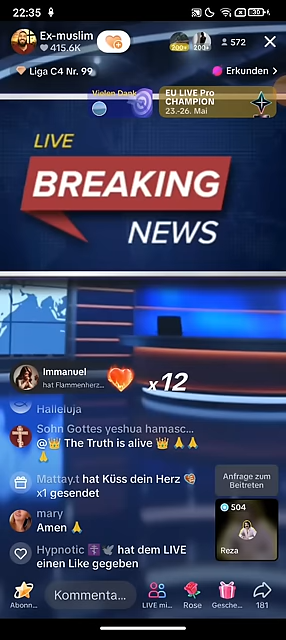 22:35
36
Ex-muslim
415.6K
200+
200+
572
Liga C4 Nr. 99
Erkunden >
Vielen Dank
EU LIVE Pro
CHAMPION
23.-26. Mai
LIVE
BREAKING
NEWS
Immanuel
hat Flammenherz...
x12
Halleluja
Sohn Gottes yeshua hamasc...
@👑 The Truth is alive 👑 🙏 🙏
🙏
Mattay.t hat Küss dein Herz
x1 gesendet
mary
Amen 🙏
Hypnotic ✝️🕊️ hat dem LIVE
einen Like gegeben
Anfrage zum
Beitreten
504
Reza
Abonn...
Kommenta...
LIVE mi...
Rose
Gesche...
181